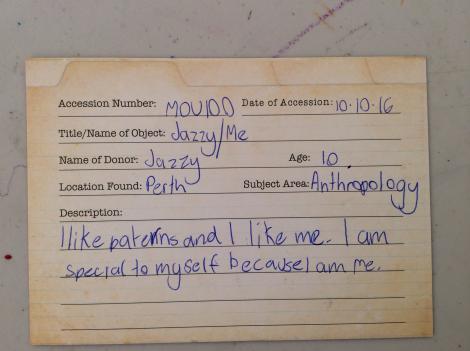 Accession Number: MOU100 Date of Accession: 10.10.16
Title/Name of Object: Jazzy/Me
Name of Donor: Jazzy Age: 10.
Location Found: Perth Subject Area: Anthropology
Description:
I like paterns and I like me. I am
special to myself because I am me.